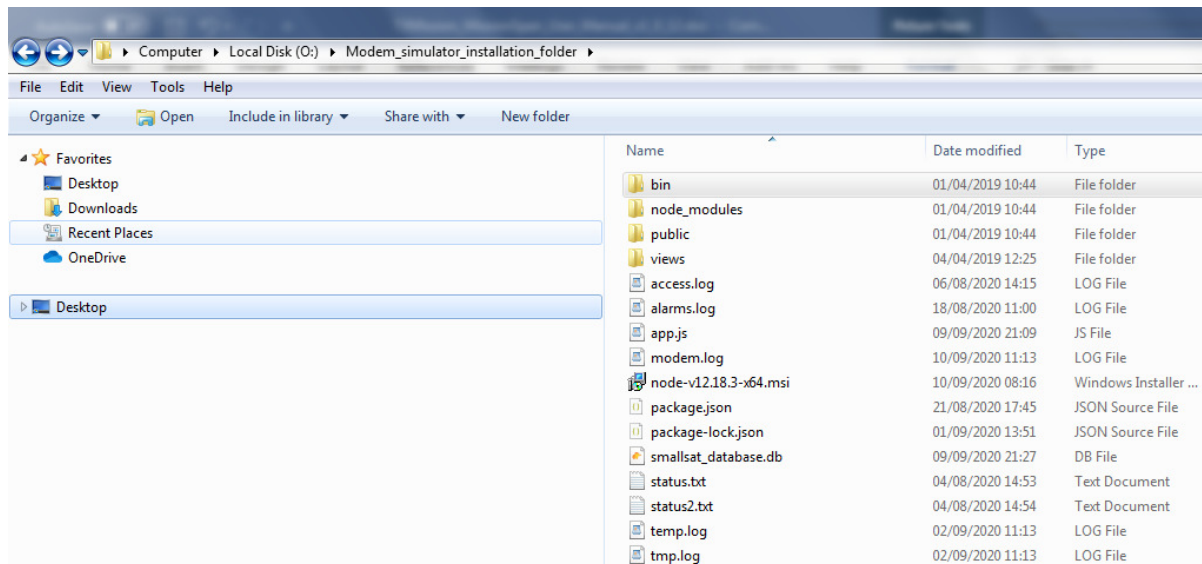 Computer Local Disk (O:) Modem_simulator_installation_folder
File Edit View Tools Help
Organize Open Include in library Share with New folder
Favorites
Desktop
Downloads
Recent Places
OneDrive
Desktop
Name Date modified Type
bin 01/04/2019 10:44 File folder
node_modules 01/04/2019 10:44 File folder
public 01/04/2019 10:44 File folder
views 04/04/2019 12:25 File folder
access.log 06/08/2020 14:15 LOG File
alarms.log 18/08/2020 11:00 LOG File
app.js 09/09/2020 21:09 JS File
modem.log 10/09/2020 11:13 LOG File
node-v12.18.3-x64.msi 10/09/2020 08:16 Windows Installer ...
package.json 21/08/2020 17:45 JSON Source File
package-lock.json 01/09/2020 13:51 JSON Source File
smallsat_database.db 09/09/2020 21:27 DB File
status.txt 04/08/2020 14:53 Text Document
status2.txt 04/08/2020 14:54 Text Document
temp.log 02/09/2020 11:13 LOG File
tmp.log 02/09/2020 11:13 LOG File